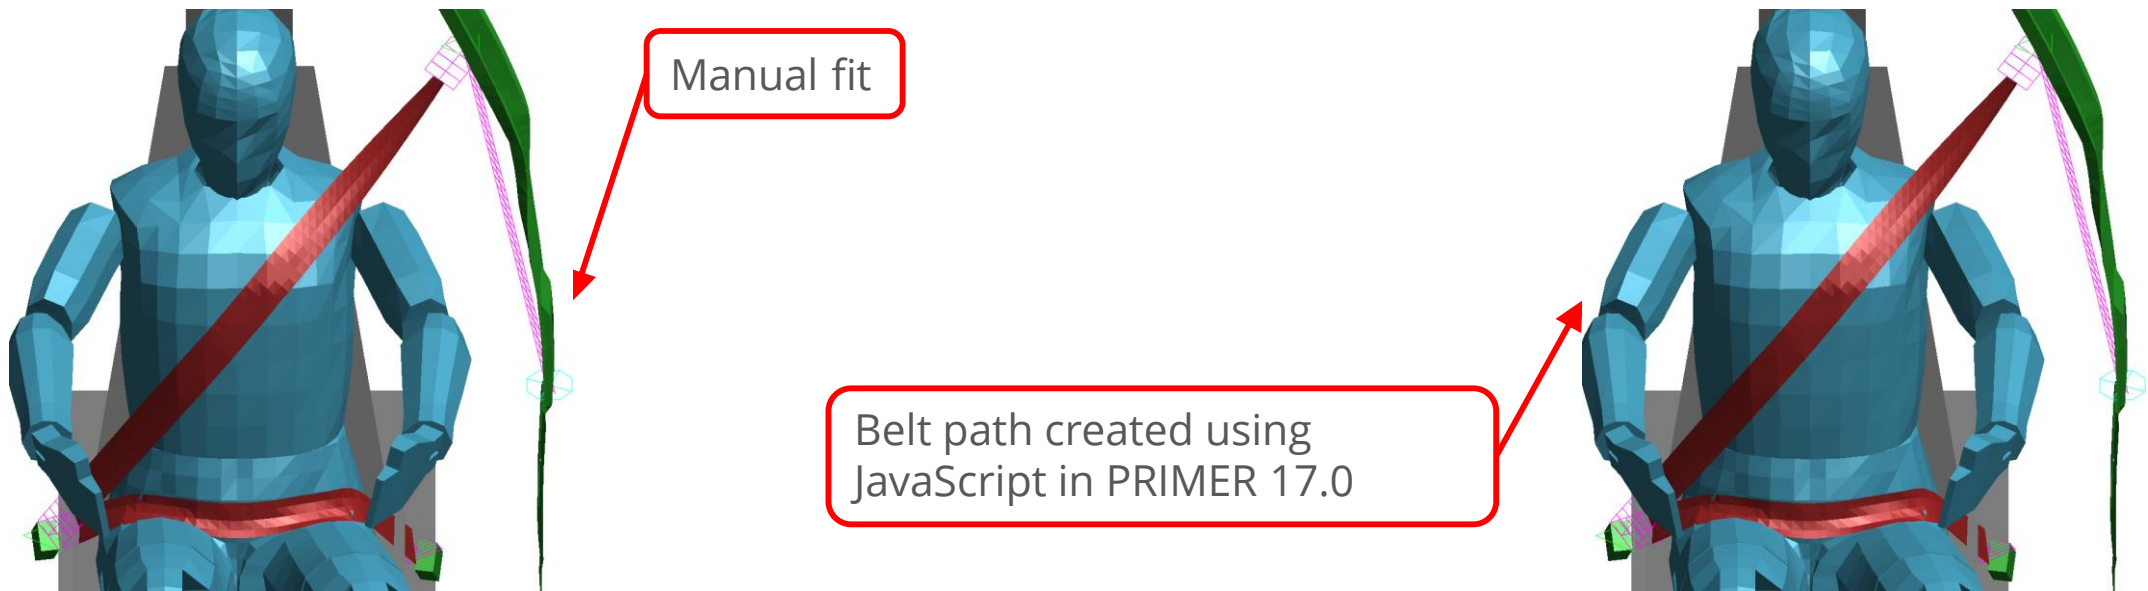 Manual fit
Belt path created using
JavaScript in PRIMER 17.0